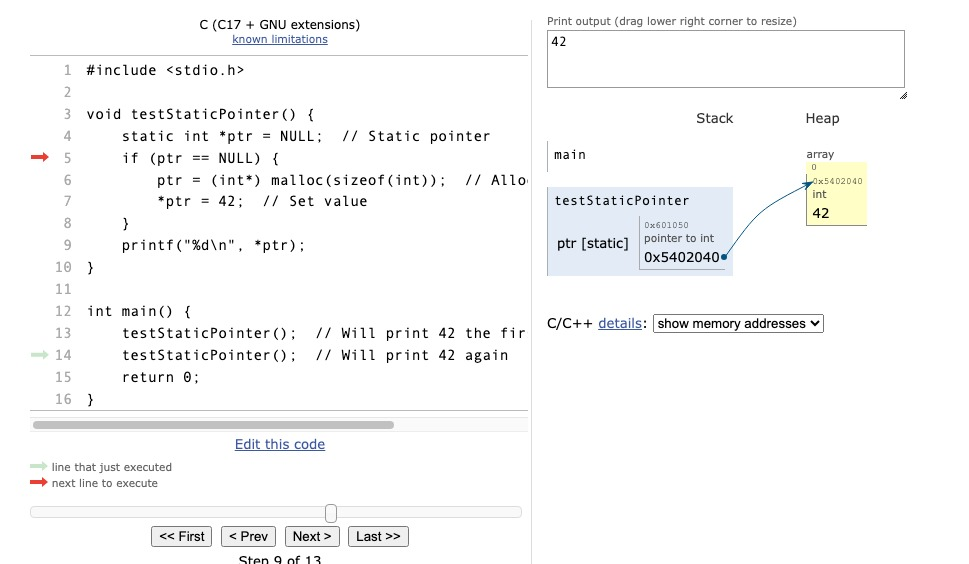 C (C17 + GNU extensions)
known limitations
1 #include <stdio.h>
2
3 void testStaticPointer() {
4     static int *ptr = NULL;  // Static pointer
5     if (ptr == NULL) {
6         ptr = (int*) malloc(sizeof(int));  // Allo
7         *ptr = 42;  // Set value
8     }
9     printf("%d\n", *ptr);
10 }
11
12 int main() {
13     testStaticPointer();  // Will print 42 the fir
14     testStaticPointer();  // Will print 42 again
15     return 0;
16 }
Edit this code
line that just executed
next line to execute
<< First < Prev Next > Last >>
Step 9 of 13
Print output (drag lower right corner to resize)
42
Stack Heap
main
testStaticPointer
ptr [static]
0x601050
pointer to int
0x5402040
array
0
0x5402040
int
42
C/C++ details: show memory addresses